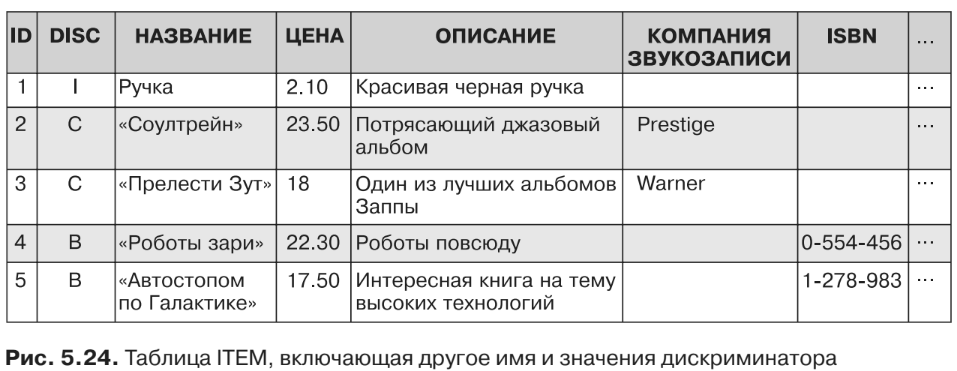 ID DISC НАЗВАНИЕ ЦЕНА ОПИСАНИЕ КОМПАНИЯ ЗВУКОЗАПИСИ ISBN ...
1 I Ручка 2.10 Красивая черная ручка ...
2 C «Соултрейн» 23.50 Потрясающий джазовый Prestige ...
альбом
3 C «Прелести Зут» 18 Один из лучших альбомов Warner ...
Заппы
4 B «Роботы зари» 22.30 Роботы повсюду 0-554-456 ...
5 B «Автостопом 17.50 Интересная книга на тему 1-278-983 ...
по Галактике» высоких технологий
Рис. 5.24. Таблица ITEM, включающая другое имя и значения дискриминатора